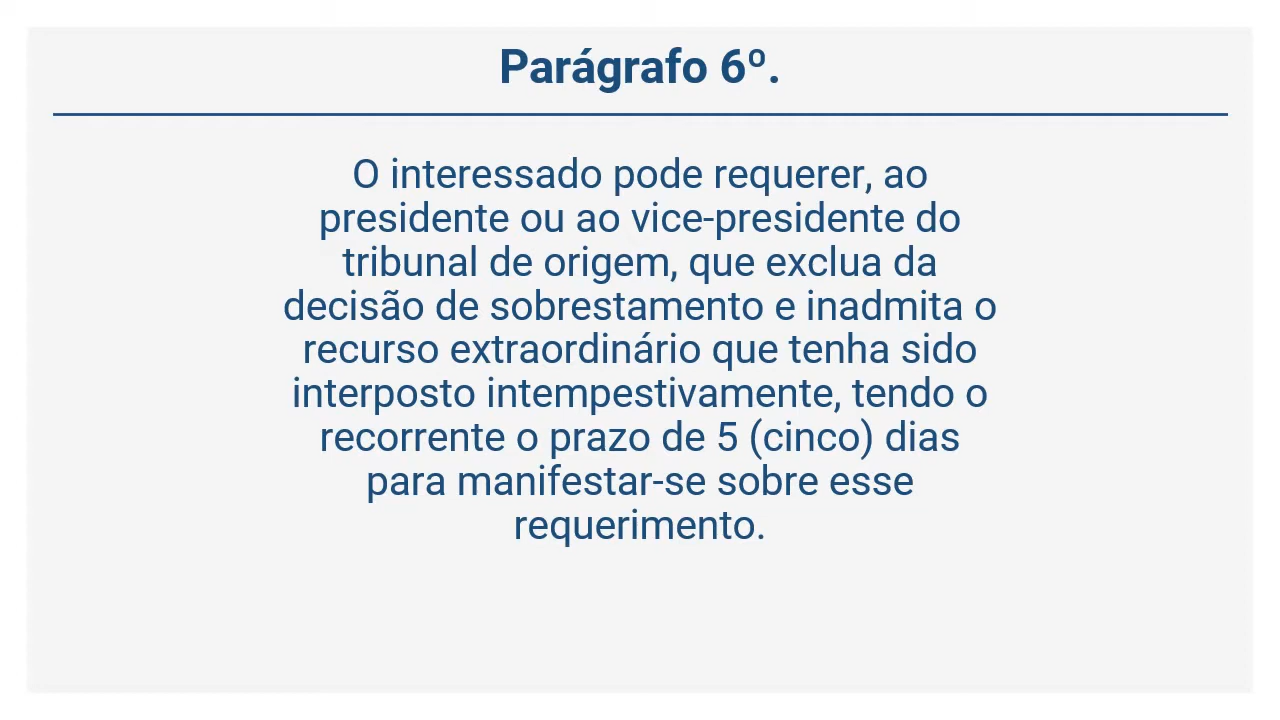 Parágrafo 6º.
O interessado pode requerer, ao
presidente ou ao vice-presidente do
tribunal de origem, que exclua da
decisão de sobrestamento e inadmita o
recurso extraordinário que tenha sido
interposto intempestivamente, tendo o
recorrente o prazo de 5 (cinco) dias
para manifestar-se sobre esse
requerimento.